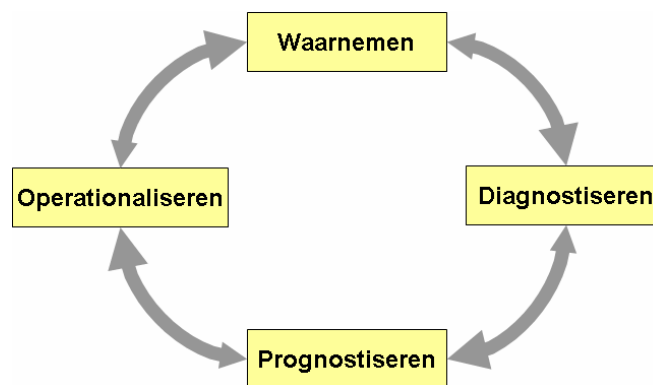 Waarnemen
Operationaliseren
Diagnostiseren
Prognostiseren